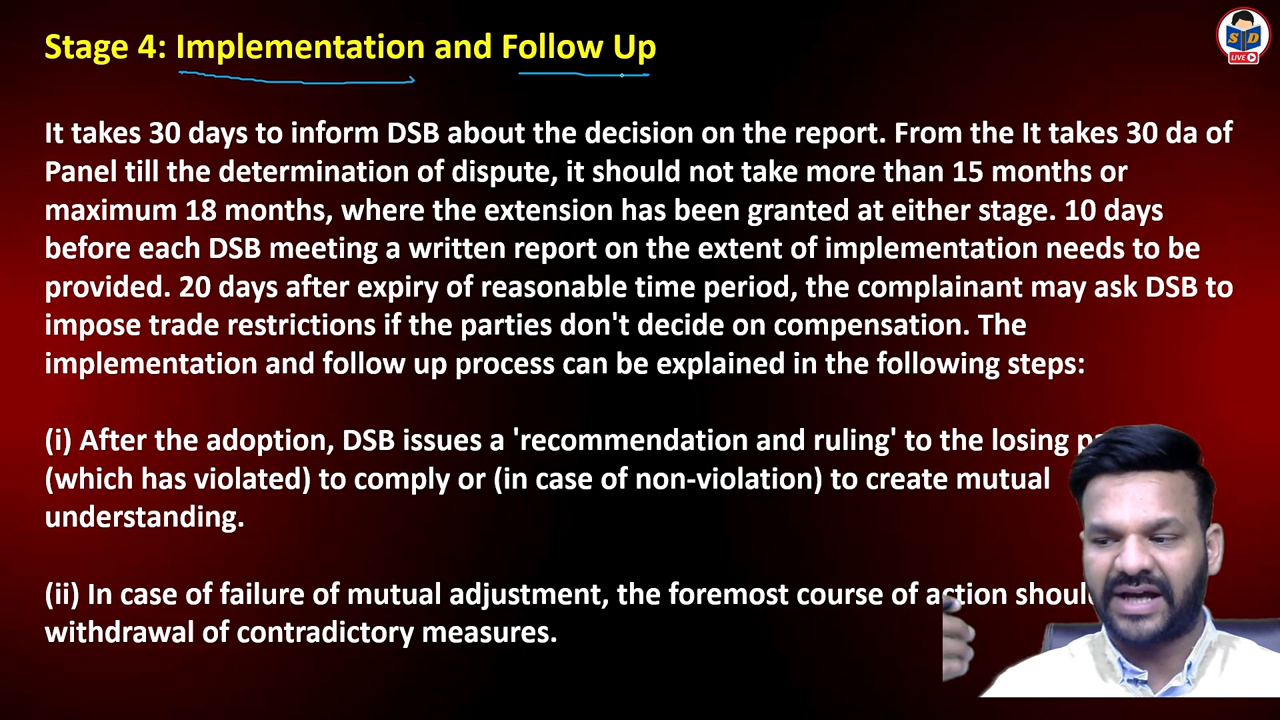 Stage 4: Implementation and Follow Up
S D
LIVE
It takes 30 days to inform DSB about the decision on the report. From the It takes 30 da of
Panel till the determination of dispute, it should not take more than 15 months or
maximum 18 months, where the extension has been granted at either stage. 10 days
before each DSB meeting a written report on the extent of implementation needs to be
provided. 20 days after expiry of reasonable time period, the complainant may ask DSB to
impose trade restrictions if the parties don't decide on compensation. The
implementation and follow up process can be explained in the following steps:
(i) After the adoption, DSB issues a 'recommendation and ruling' to the losing
(which has violated) to comply or (in case of non-violation) to create mutual
understanding.
(ii) In case of failure of mutual adjustment, the foremost course of action
withdrawal of contradictory measures.